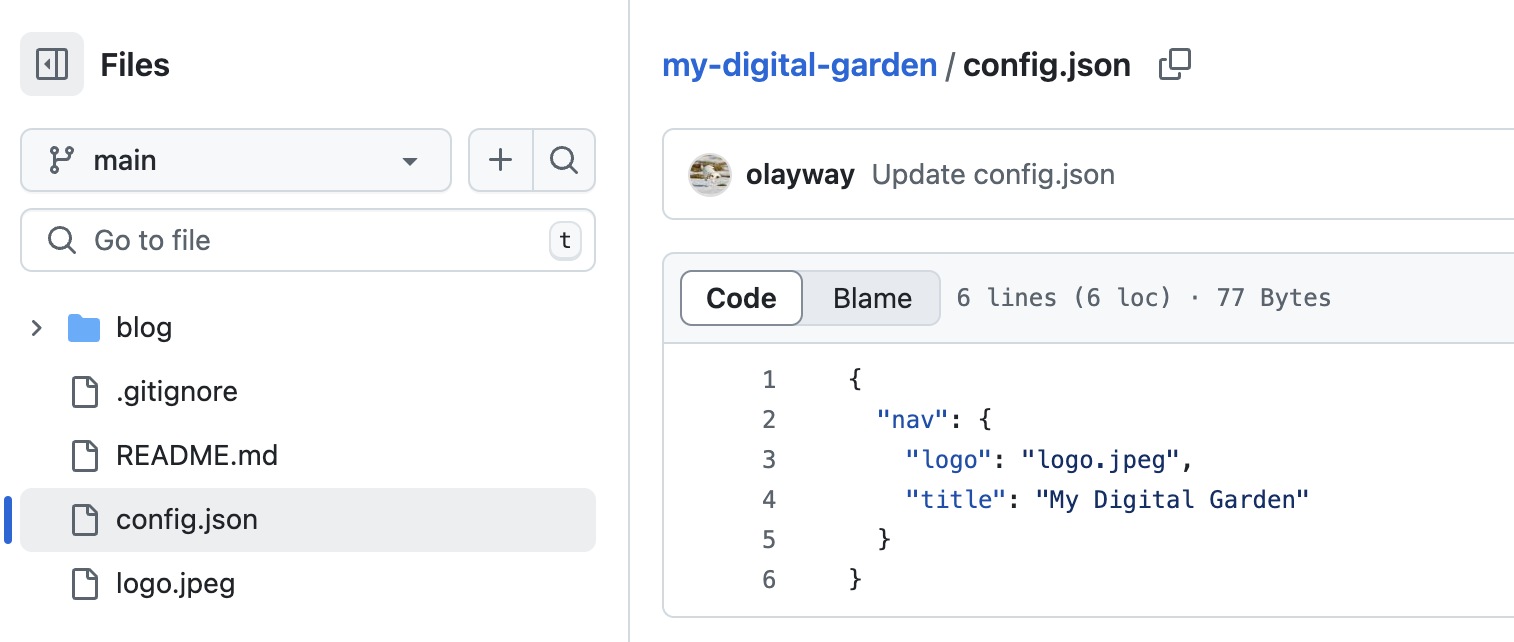 Files
main
Go to file
t
blog
.gitignore
README.md
config.json
logo.jpeg
my-digital-garden / config.json
olayway Update config.json
Code Blame 6 lines (6 loc) · 77 Bytes
1 {
2   "nav": {
3     "logo": "logo.jpeg",
4     "title": "My Digital Garden"
5   }
6 }